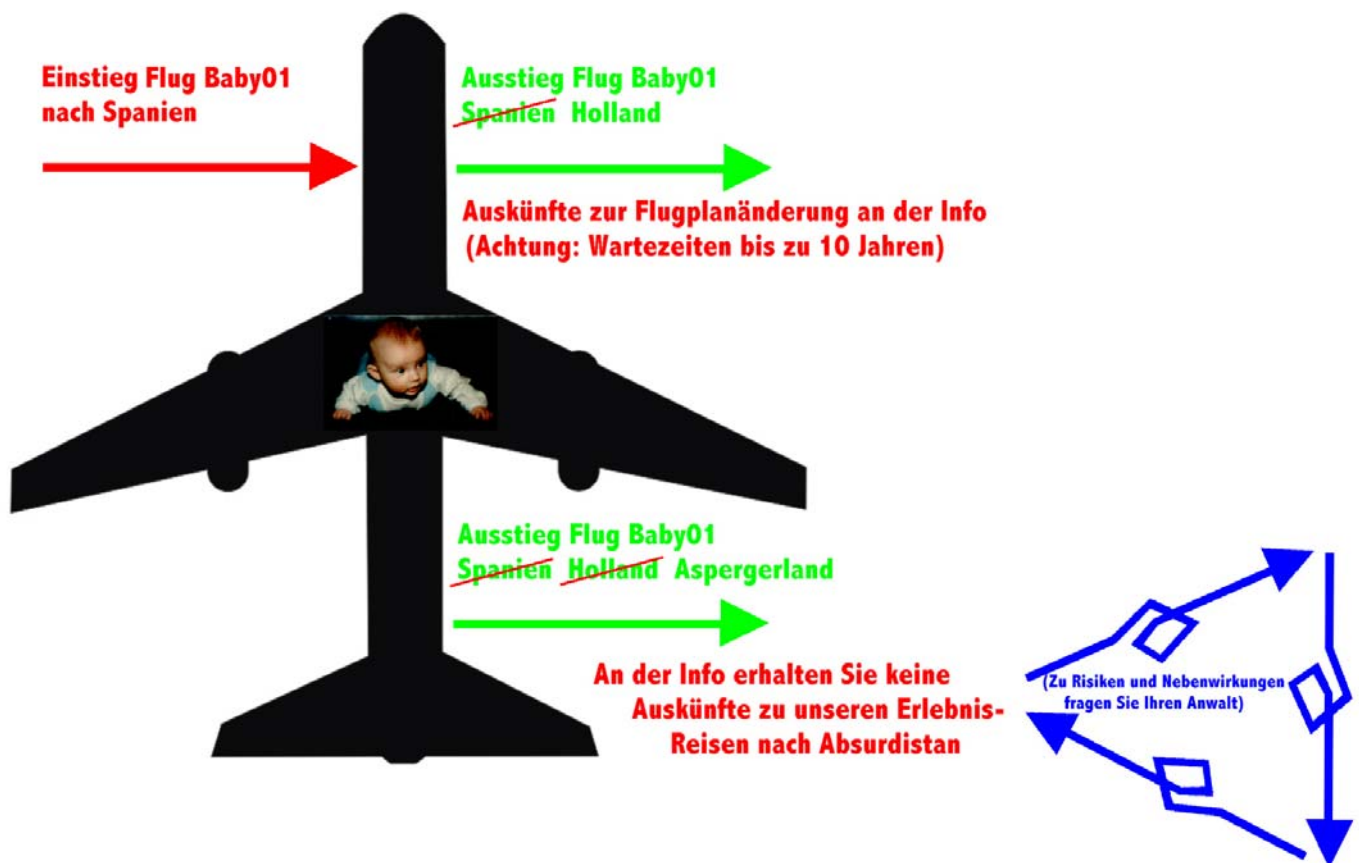 Einstieg Flug Baby01
nach Spanien
Ausstieg Flug Baby01
Spanien Holland
Auskünfte zur Flugplanänderung an der Info
(Achtung: Wartezeiten bis zu 10 Jahren)
Ausstieg Flug Baby01
Spanien Holland Aspergerland
An der Info erhalten Sie keine
Auskünfte zu unseren Erlebnis-
Reisen nach Absurdistan
(Zu Risiken und Nebenwirkungen
fragen Sie Ihren Anwalt)